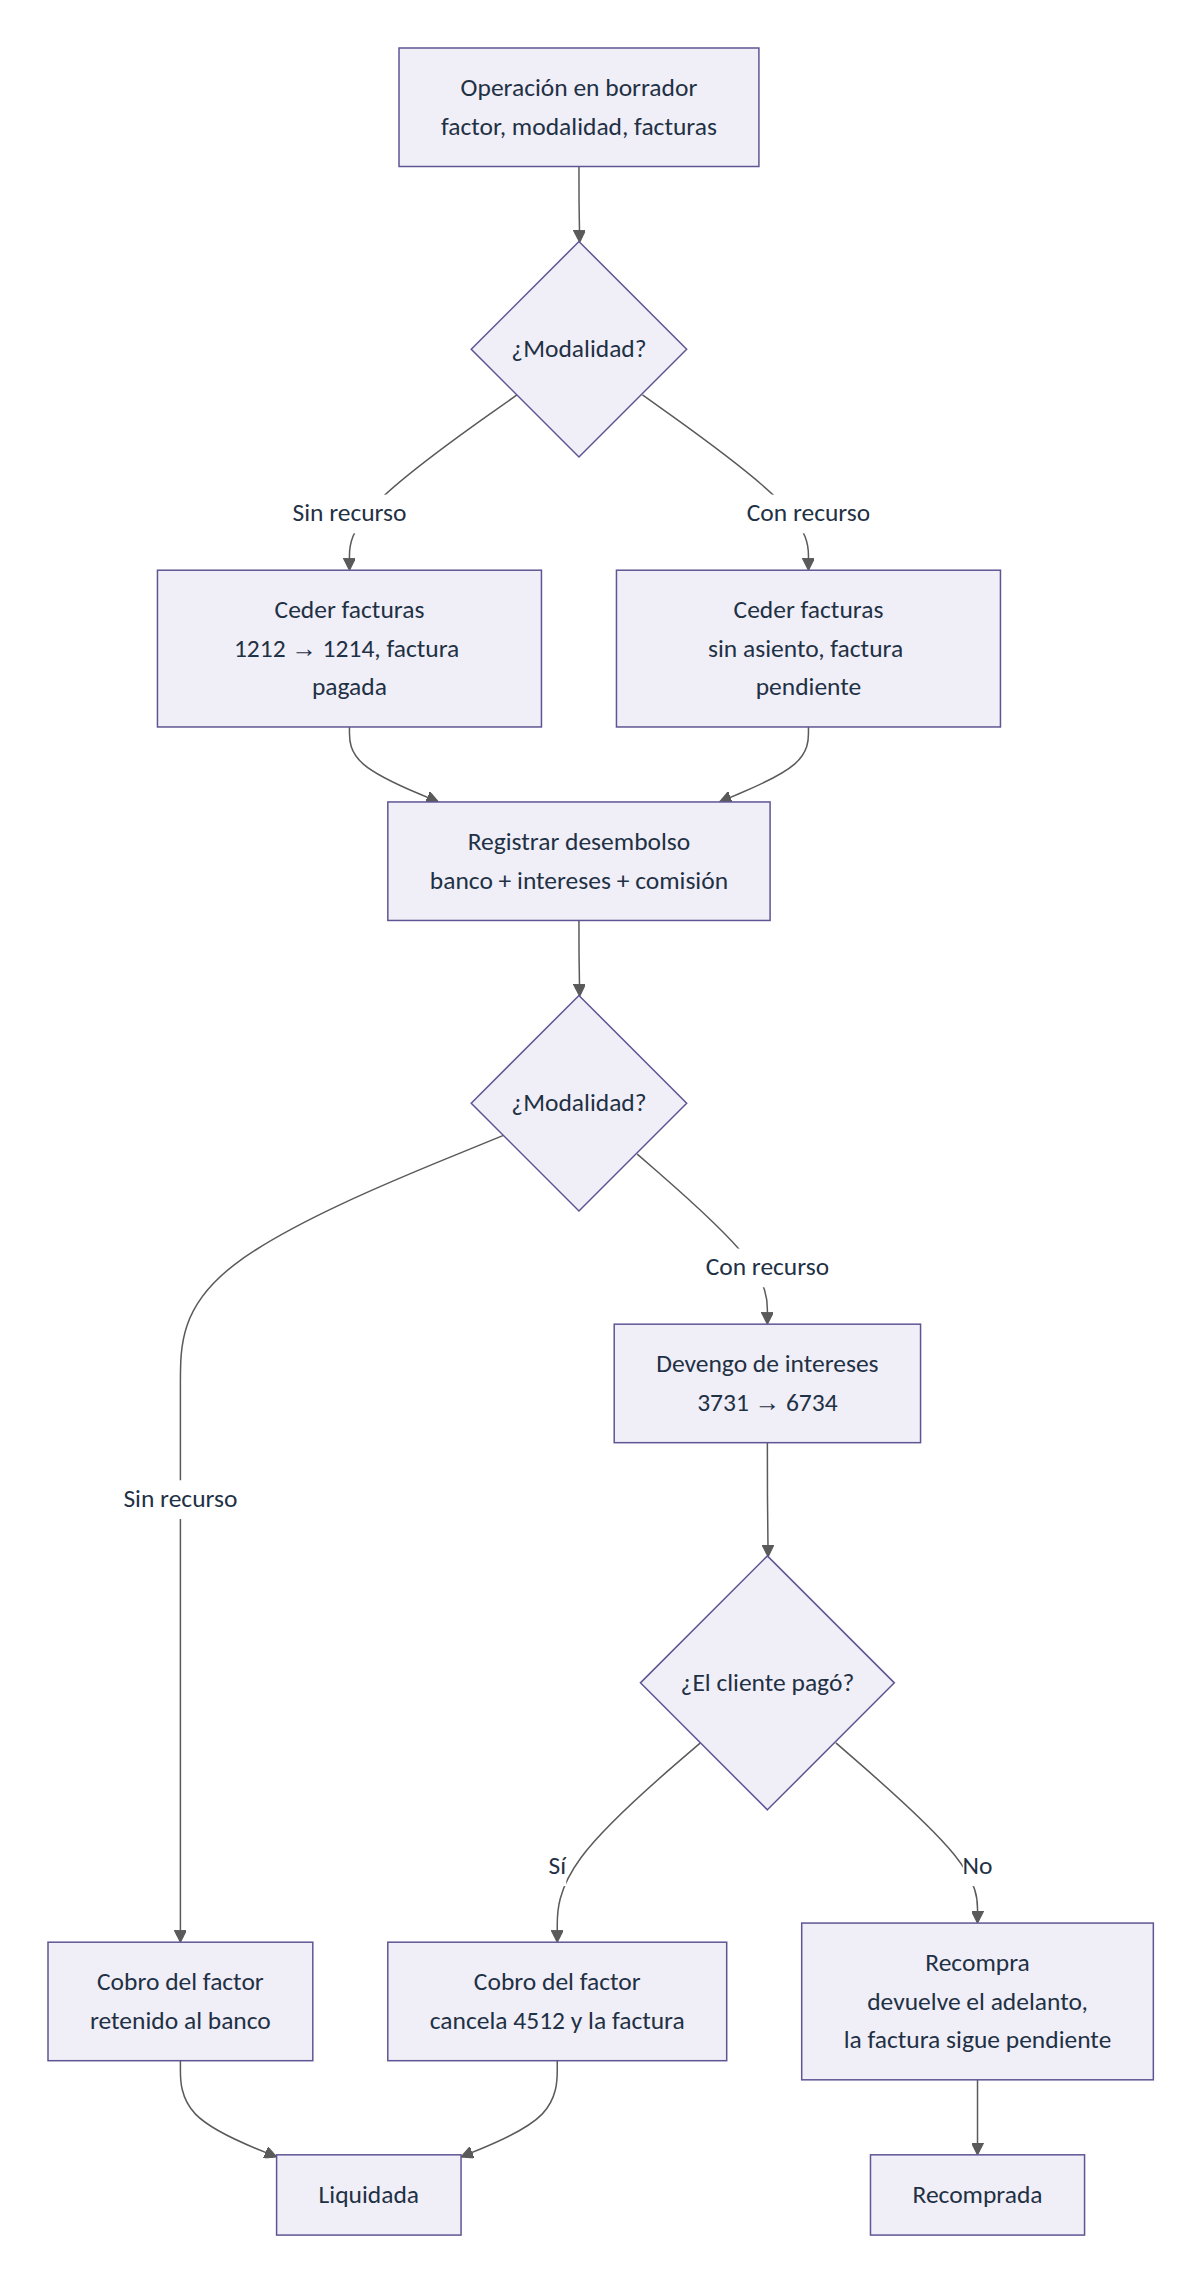 Operación en borrador
factor, modalidad, facturas
¿Modalidad?
Sin recurso
Con recurso
Ceder facturas
1212 → 1214, factura
pagada
Ceder facturas
sin asiento, factura
pendiente
Registrar desembolso
banco + intereses + comisión
¿Modalidad?
Con recurso
Devengo de intereses
3731 → 6734
Sin recurso
¿El cliente pagó?
Sí
No
Cobro del factor
retenido al banco
Cobro del factor
cancela 4512 y la factura
Recompra
devuelve el adelanto,
la factura sigue pendiente
Liquidada
Recomprada